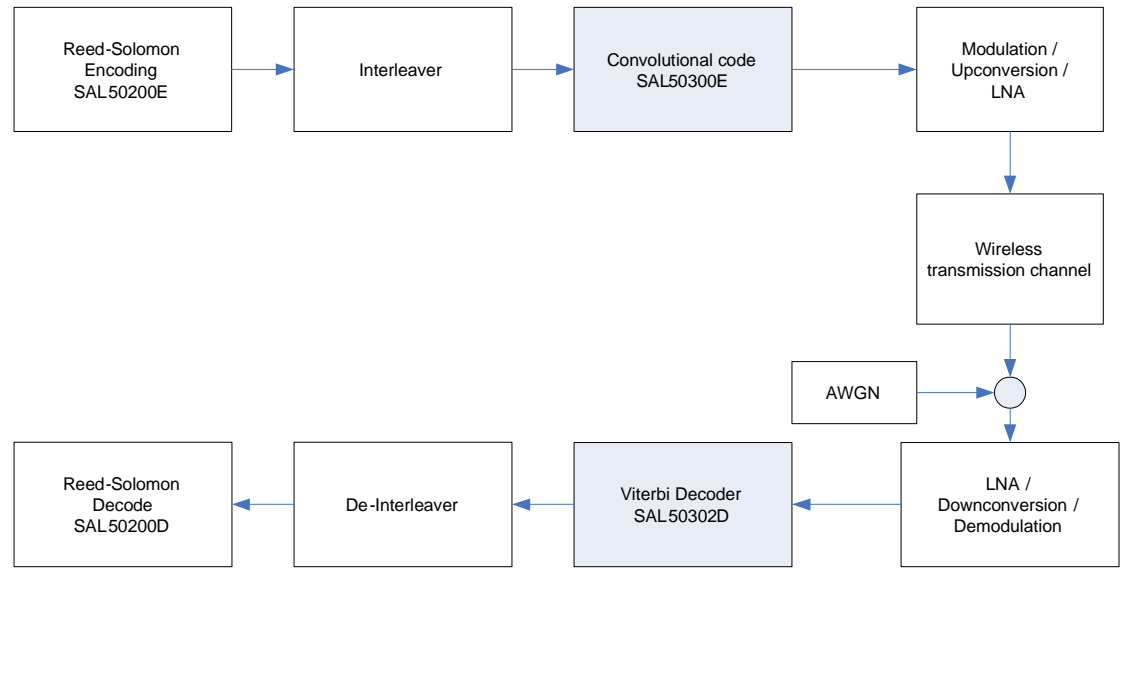 Reed-Solomon
Encoding
SAL50200E
Interleaver
Convolutional code
SAL50300E
Modulation /
Upconversion /
LNA
Wireless
transmission channel
AWGN
Reed-Solomon
Decode
SAL50200D
De-Interleaver
Viterbi Decoder
SAL50302D
LNA /
Downconversion /
Demodulation